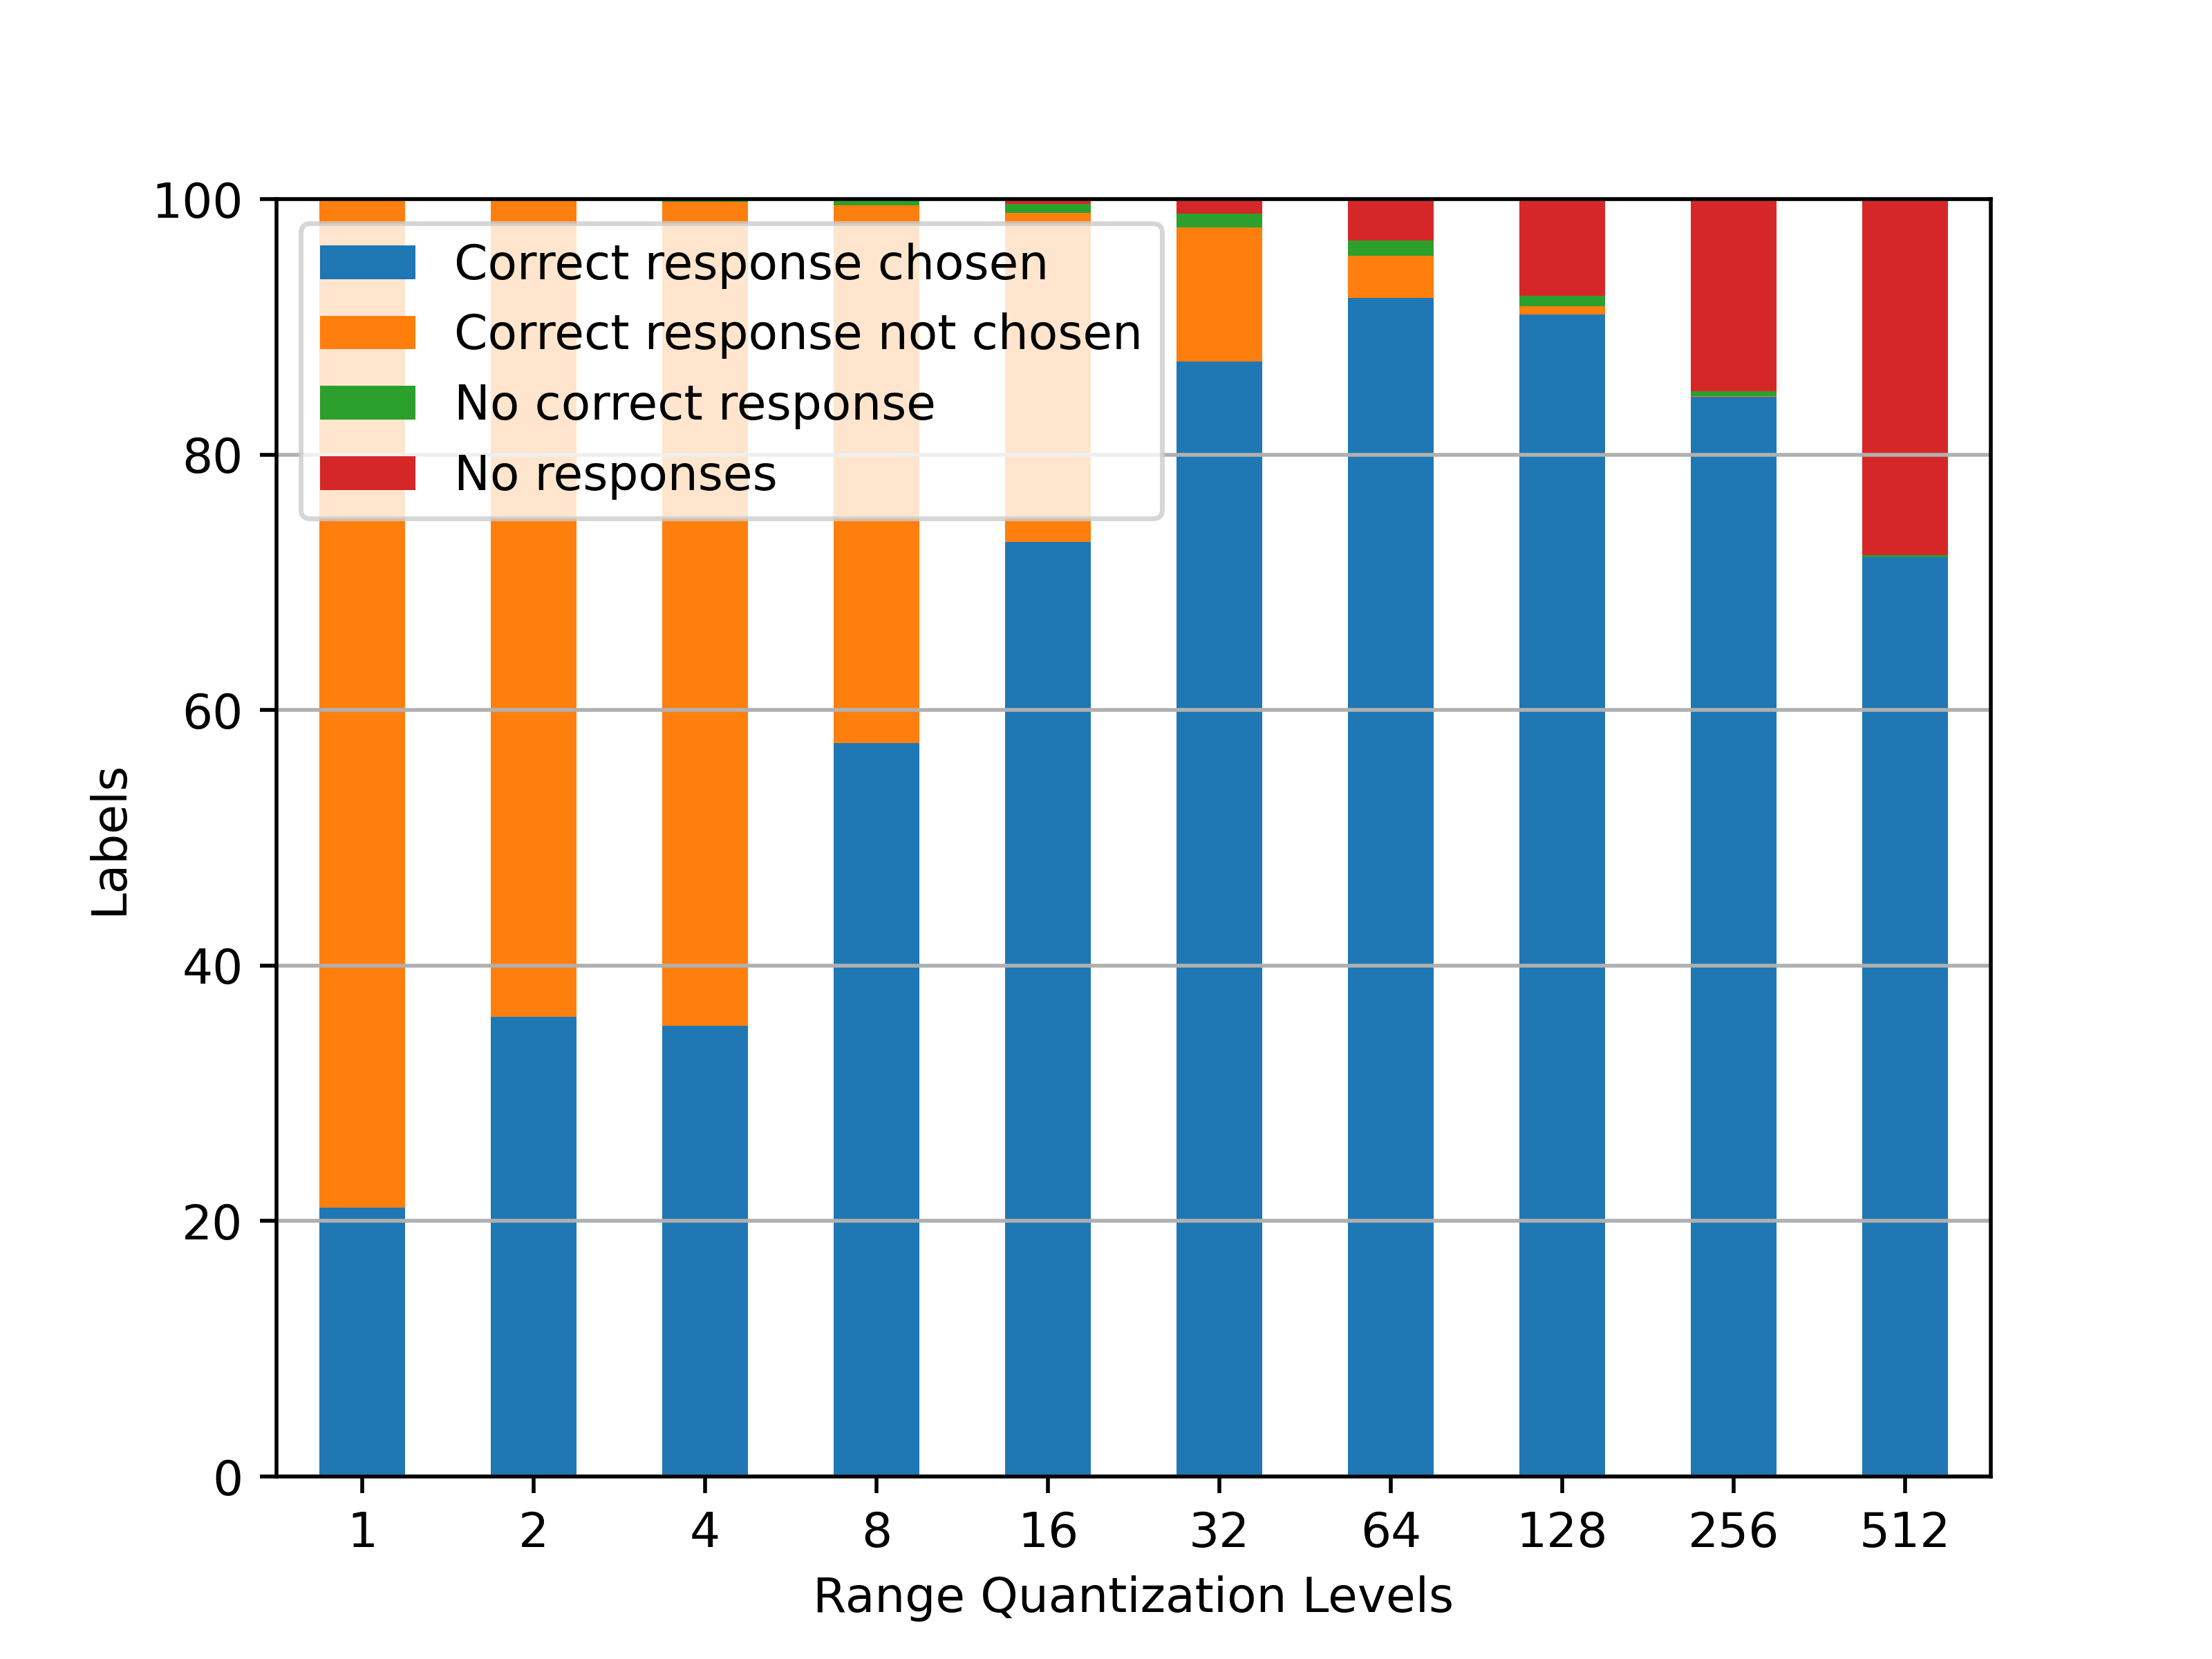 100
80
60
40
20
0
Labels
Correct response chosen
Correct response not chosen
No correct response
No responses
1 2 4 8 16 32 64 128 256 512
Range Quantization Levels